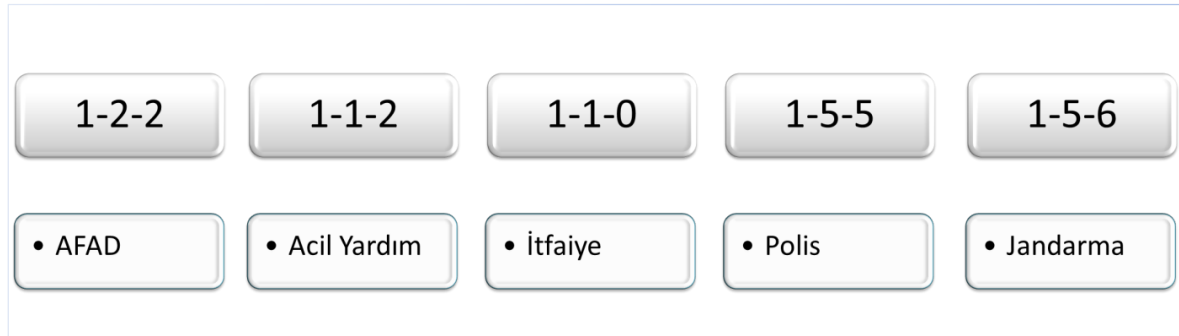 1-2-2
1-1-2
1-1-0
1-5-5
1-5-6
• AFAD
• Acil Yardım
• İtfaiye
• Polis
• Jandarma